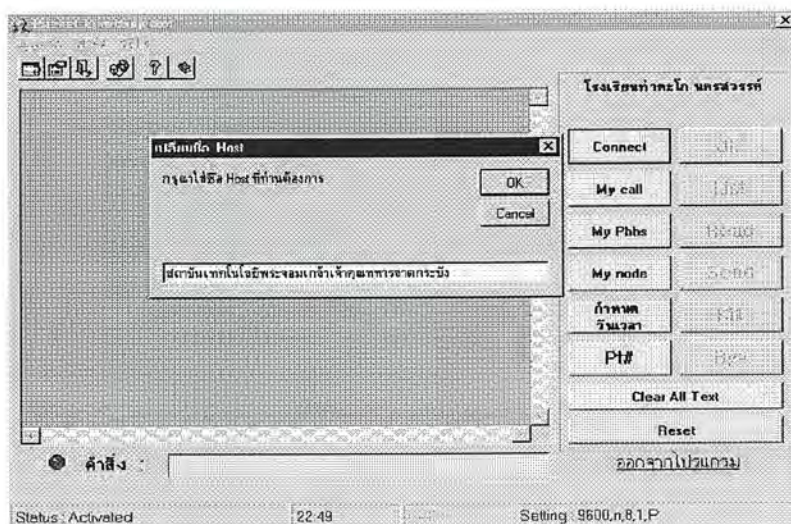 โรงเรียนท่าตะโก นครสวรรค์
เปลี่ยนชื่อ Host
กรุณาใส่ชื่อ Host ที่ท่านต้องการ
OK
Cancel
สถาบันเทคโนโลยีพระจอมเกล้าเจ้าคุณทหารลาดกระบัง
Connect
My call
List
My Pbbs
Read
My node
Send
กำหนด
วันเวลา
Kill
Pt#
Bye
Clear All Text
Reset
คำสั่ง :
ออกจากโปรแกรม
Status : Activated
22:49
Setting : 9600,n,8,1,P